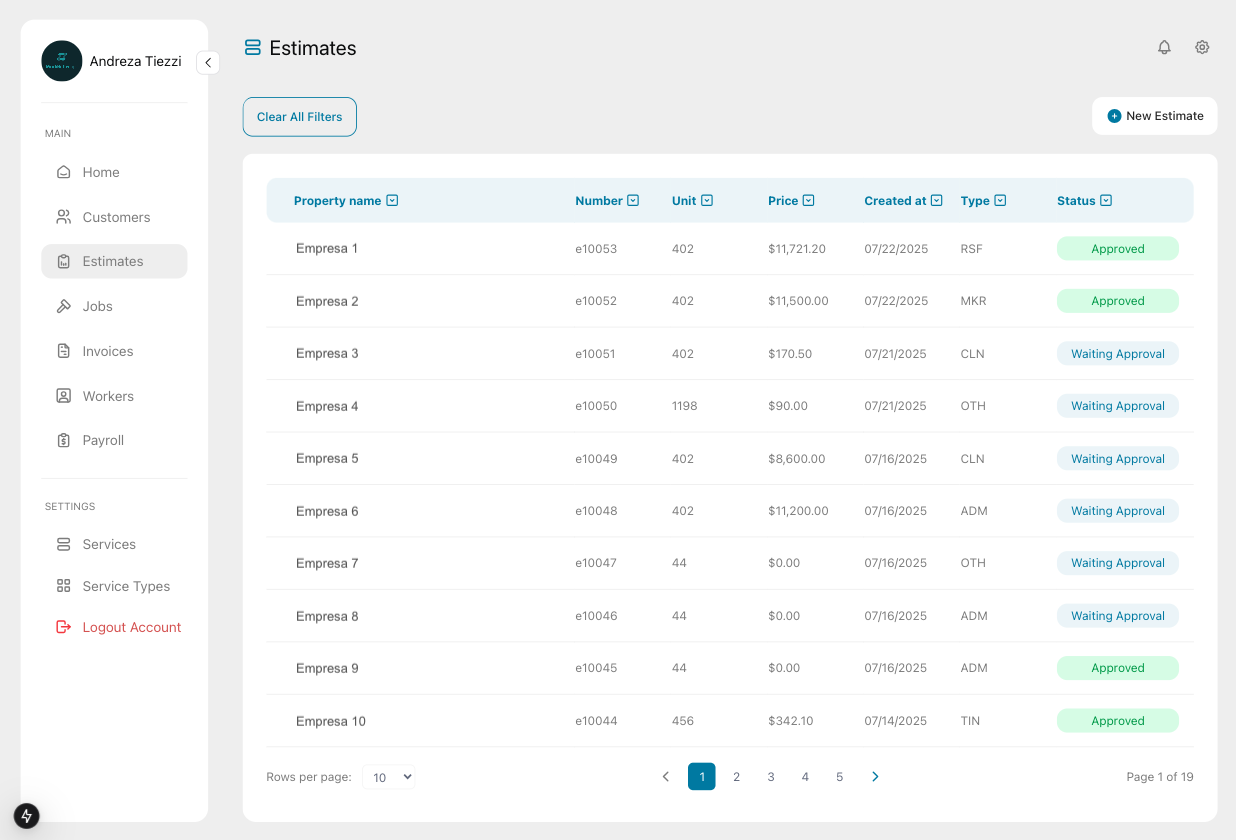 Andreza Tiezzi
Estimates
MAIN
Home
Customers
Estimates
Jobs
Invoices
Workers
Payroll
SETTINGS
Services
Service Types
Logout Account
Clear All Filters
New Estimate
Property name Number Unit Price Created at Type Status
Empresa 1 e10053 402 $11,721.20 07/22/2025 RSF Approved
Empresa 2 e10052 402 $11,500.00 07/22/2025 MKR Approved
Empresa 3 e10051 402 $170.50 07/21/2025 CLN Waiting Approval
Empresa 4 e10050 1198 $90.00 07/21/2025 OTH Waiting Approval
Empresa 5 e10049 402 $8,600.00 07/16/2025 CLN Waiting Approval
Empresa 6 e10048 402 $11,200.00 07/16/2025 ADM Waiting Approval
Empresa 7 e10047 44 $0.00 07/16/2025 OTH Waiting Approval
Empresa 8 e10046 44 $0.00 07/16/2025 ADM Waiting Approval
Empresa 9 e10045 44 $0.00 07/16/2025 ADM Approved
Empresa 10 e10044 456 $342.10 07/14/2025 TIN Approved
Rows per page: 10 1 2 3 4 5 Page 1 of 19